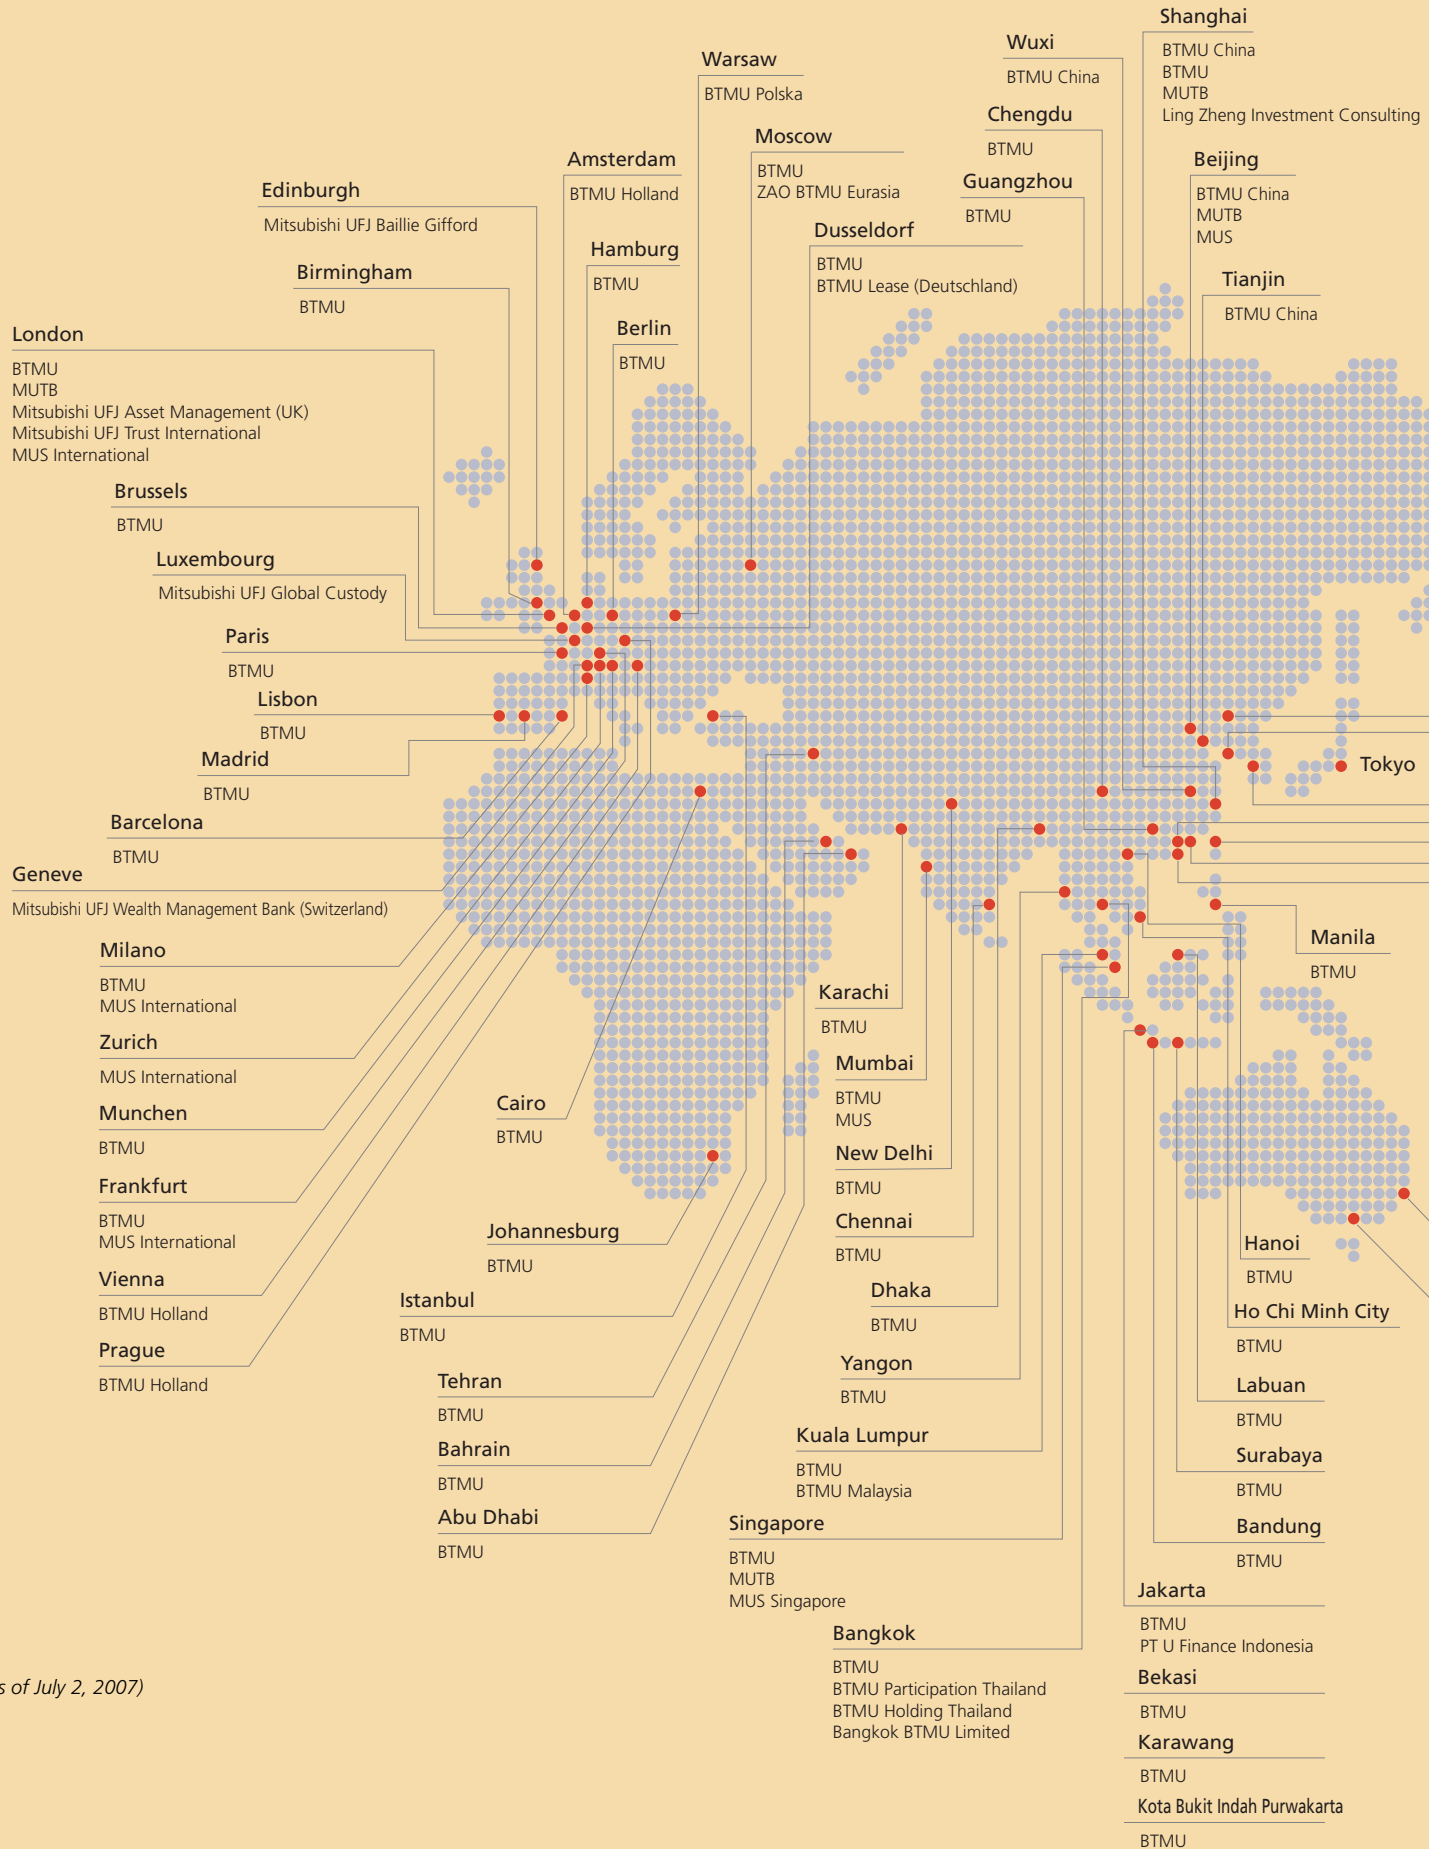 Shanghai
BTMU China
BTMU
MUTB
Ling Zheng Investment Consulting
Wuxi
BTMU China
Warsaw
BTMU Polska
Chengdu
BTMU
Moscow
BTMU
ZAO BTMU Eurasia
Amsterdam
BTMU Holland
Beijing
BTMU China
MUTB
MUS
Guangzhou
BTMU
Edinburgh
Mitsubishi UFJ Baillie Gifford
Dusseldorf
BTMU
BTMU Lease (Deutschland)
Hamburg
BTMU
Birmingham
BTMU
Tianjin
BTMU China
London
BTMU
MUTB
Mitsubishi UFJ Asset Management (UK)
Mitsubishi UFJ Trust International
MUS International
Berlin
BTMU
Brussels
BTMU
Luxembourg
Mitsubishi UFJ Global Custody
Paris
BTMU
Lisbon
BTMU
Madrid
BTMU
Tokyo
Barcelona
BTMU
Geneve
Mitsubishi UFJ Wealth Management Bank (Switzerland)
Milano
BTMU
MUS International
Manila
BTMU
Karachi
BTMU
Zurich
MUS International
Mumbai
BTMU
MUS
Munchen
BTMU
Cairo
BTMU
New Delhi
BTMU
Frankfurt
BTMU
MUS International
Johannesburg
BTMU
Chennai
BTMU
Hanoi
BTMU
Vienna
BTMU Holland
Istanbul
BTMU
Dhaka
BTMU
Ho Chi Minh City
BTMU
Prague
BTMU Holland
Yangon
BTMU
Tehran
BTMU
Labuan
BTMU
Bahrain
BTMU
Kuala Lumpur
BTMU
BTMU Malaysia
Surabaya
BTMU
Abu Dhabi
BTMU
Singapore
BTMU
MUTB
MUS Singapore
Bandung
BTMU
Jakarta
BTMU
PT U Finance Indonesia
Bangkok
BTMU
BTMU Participation Thailand
BTMU Holding Thailand
Bangkok BTMU Limited
s of July 2, 2007)
Bekasi
BTMU
Karawang
BTMU
Kota Bukit Indah Purwakarta
BTMU